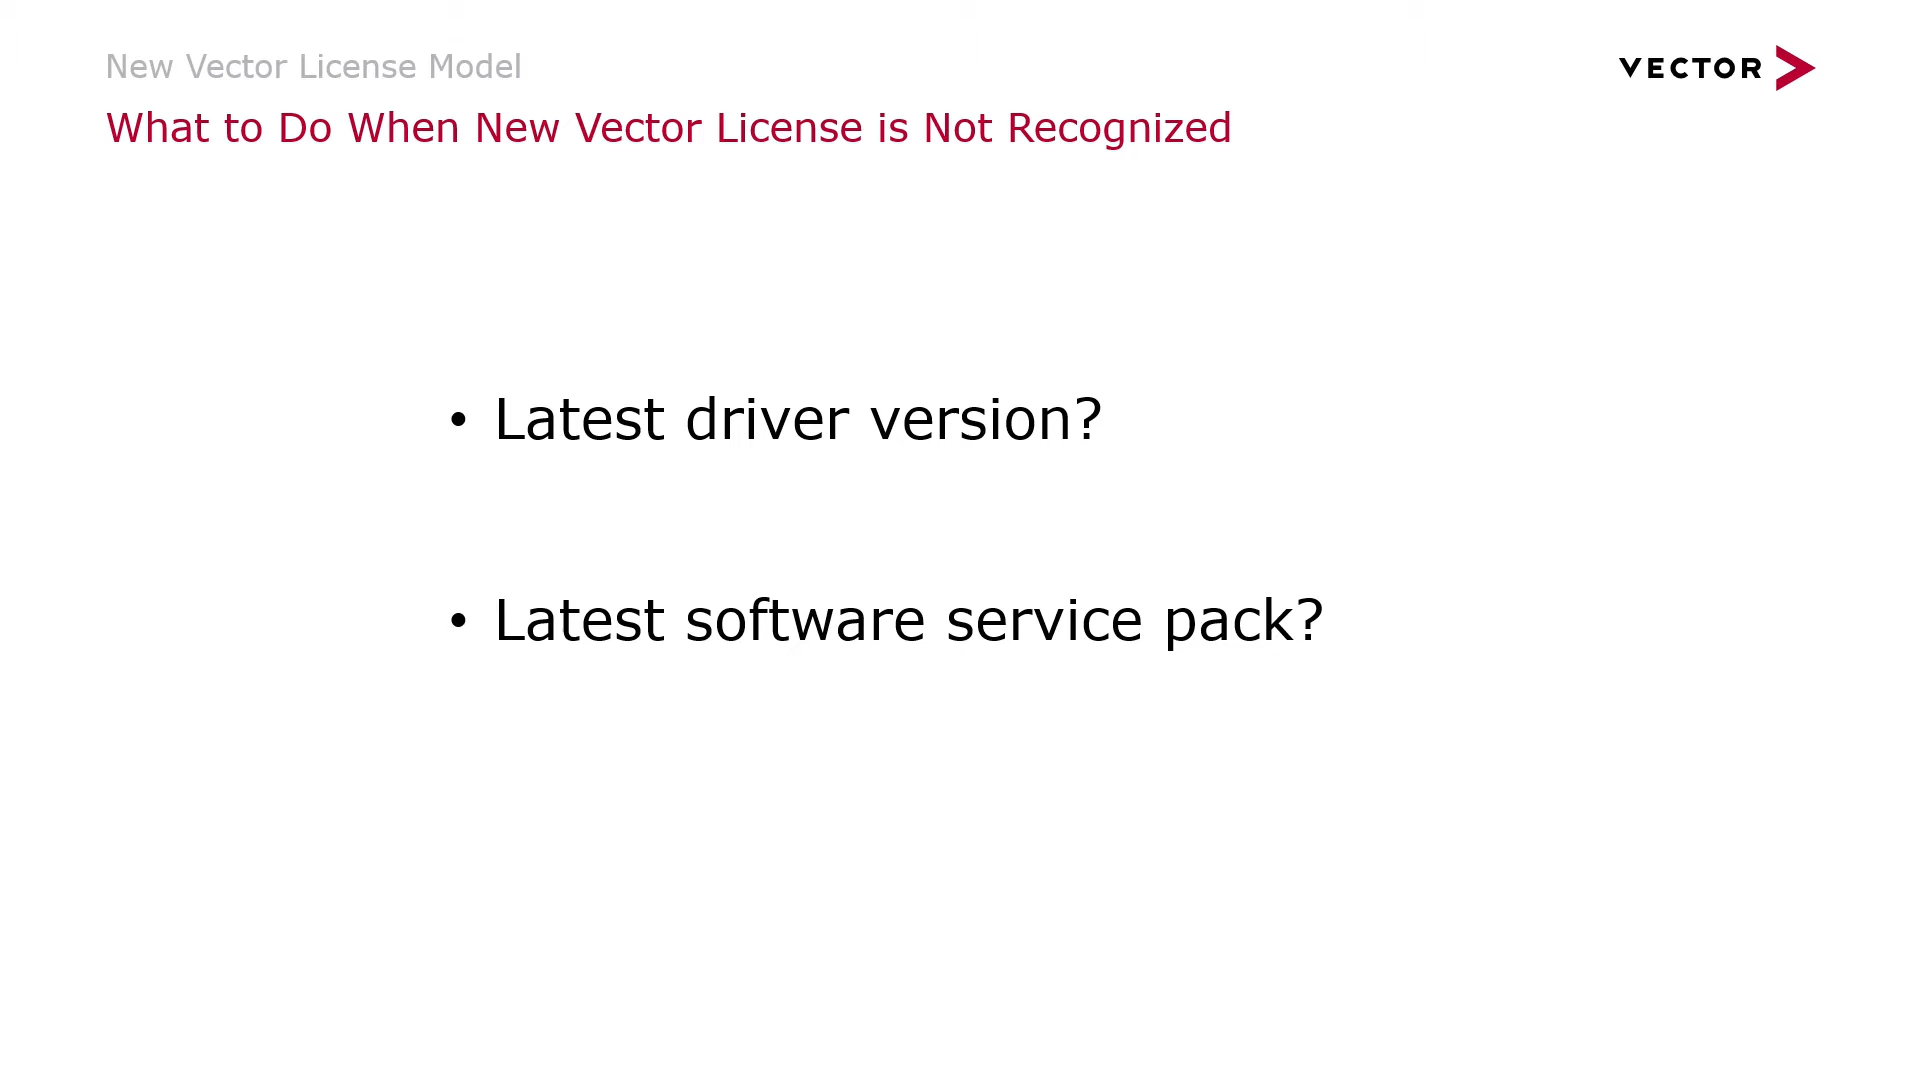 New Vector License Model
VECTOR
What to Do When New Vector License is Not Recognized
• Latest driver version?
• Latest software service pack?